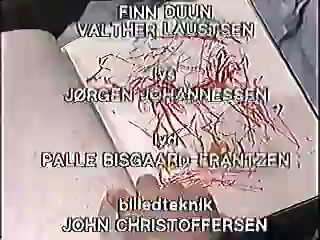 FINN DUUN
VALTHER LAUSTSEN
lys
JØRGEN JOHANNESSEN
lyd
PALLE BISGAARD FRANTZEN
billedteknik
JOHN CHRISTOFFERSEN